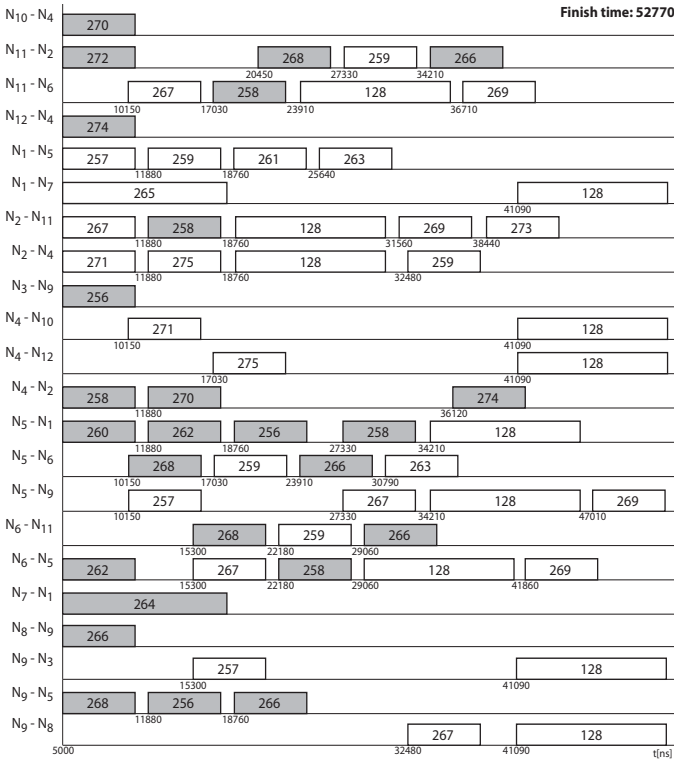 Finish time: 52770
N10 - N4 270
N11 - N2 272 268 259 266
20450 27330 34210
N11 - N6 267 258 128 269
10150 17030 23910 36710
N12 - N4 274
N1 - N5 257 259 261 263
11880 18760 25640
N1 - N7 265 128
41090
N2 - N11 267 258 128 269 273
11880 18760 31560 38440
N2 - N4 271 275 128 259
11880 18760 32480
N3 - N9 256
N4 - N10 271 128
10150 41090
N4 - N12 275 128
17030 41090
N4 - N2 258 270 274
11880 36120
N5 - N1 260 262 256 258 128
11880 18760 27330 34210
N5 - N6 268 259 266 263
10150 17030 23910 30790
N5 - N9 257 267 128 269
10150 27330 34210 47010
N6 - N11 268 259 266
15300 22180 29060
N6 - N5 262 267 258 128 269
15300 22180 29060 41860
N7 - N1 264
N8 - N9 266
N9 - N3 257 128
15300 41090
N9 - N5 268 256 266
11880 18760
N9 - N8 267 128
5000 32480 41090 t[ns]